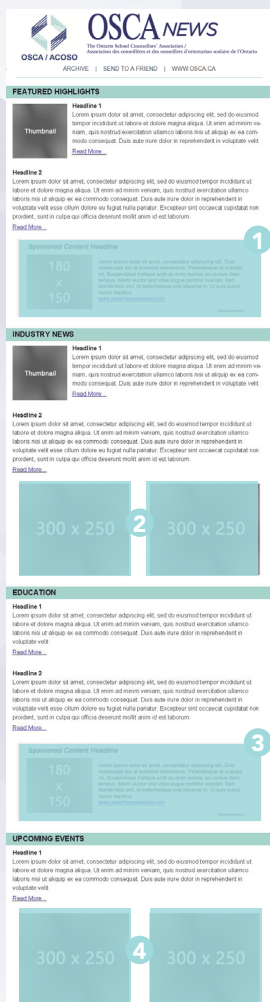 OSCA NEWS
OSCA / ACOSO
The Ontario School Counsellors' Association /
Association des conseillères et des conseillers d'orientation scolaire de l'Ontario
ARCHIVE | SEND TO A FRIEND | WWW.OSCA.CA
FEATURED HIGHLIGHTS
Thumbnail
Headline 1
Lorem ipsum dolor sit amet, consectetur adipiscing elit, sed do eiusmod
tempor incididunt ut labore et dolore magna aliqua. Ut enim ad minim ve-
niam, quis nostrud exercitation ullamco laboris nisi ut aliquip ex ea com-
modo consequat. Duis aute irure dolor in reprehenderit in voluptate velit
Read More...
Headline 2
Lorem ipsum dolor sit amet, consectetur adipiscing elit, sed do eiusmod tempor incididunt ut
labore et dolore magna aliqua. Ut enim ad minim veniam, quis nostrud exercitation ullamco
laboris nisi ut aliquip ex ea commodo consequat. Duis aute irure dolor in reprehenderit in
voluptate velit esse cillum dolore eu fugiat nulla pariatur. Excepteur sint occaecat cupidatat non
proident, sunt in culpa qui officia deserunt mollit anim id est laborum.
Read More...
1
Sponsored Content Headline
180
x
150
INDUSTRY NEWS
Thumbnail
Headline 1
Lorem ipsum dolor sit amet, consectetur adipiscing elit, sed do eiusmod
tempor incididunt ut labore et dolore magna aliqua. Ut enim ad minim ve-
niam, quis nostrud exercitation ullamco laboris nisi ut aliquip ex ea com-
modo consequat. Duis aute irure dolor in reprehenderit in voluptate velit
Read More...
Headline 2
Lorem ipsum dolor sit amet, consectetur adipiscing elit, sed do eiusmod tempor incididunt ut
labore et dolore magna aliqua. Ut enim ad minim veniam, quis nostrud exercitation ullamco
laboris nisi ut aliquip ex ea commodo consequat. Duis aute irure dolor in reprehenderit in
voluptate velit esse cillum dolore eu fugiat nulla pariatur. Excepteur sint occaecat cupidatat non
proident, sunt in culpa qui officia deserunt mollit anim id est laborum.
Read More...
300 x 250 2 300 x 250
EDUCATION
Headline 1
Lorem ipsum dolor sit amet, consectetur adipiscing elit, sed do eiusmod tempor incididunt ut
labore et dolore magna aliqua. Ut enim ad minim veniam, quis nostrud exercitation ullamco
laboris nisi ut aliquip ex ea commodo consequat. Duis aute irure dolor in reprehenderit in
voluptate velit
Read More...
Headline 2
Lorem ipsum dolor sit amet, consectetur adipiscing elit, sed do eiusmod tempor incididunt ut
labore et dolore magna aliqua. Ut enim ad minim veniam, quis nostrud exercitation ullamco
laboris nisi ut aliquip ex ea commodo consequat. Duis aute irure dolor in reprehenderit in
voluptate velit esse cillum dolore eu fugiat nulla pariatur. Excepteur sint occaecat cupidatat non
proident, sunt in culpa qui officia deserunt mollit anim id est laborum.
Read More...
3
Sponsored Content Headline
180
x
150
UPCOMING EVENTS
Headline 1
Lorem ipsum dolor sit amet, consectetur adipiscing elit, sed do eiusmod tempor incididunt ut
labore et dolore magna aliqua. Ut enim ad minim veniam, quis nostrud exercitation ullamco
laboris nisi ut aliquip ex ea commodo consequat. Duis aute irure dolor in reprehenderit in
voluptate velit
Read More...
300 x 250 4 300 x 250